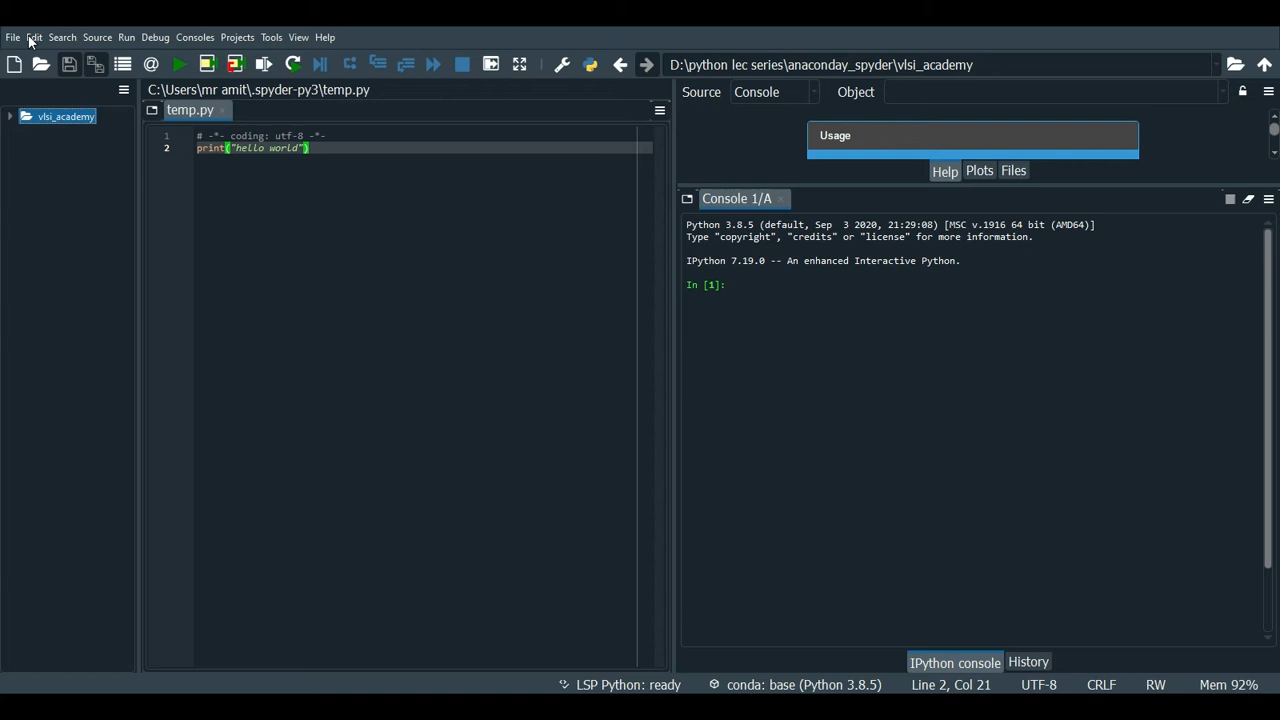 File Edit Search Source Run Debug Consoles Projects Tools View Help
D:\python lec series\anaconday_spyder\vlsi_academy
C:\Users\mr amit\.spyder-py3\temp.py
Source Console Object
vlsi_academy
temp.py
1 # -*- coding: utf-8 -*-
2 print("hello world")
Usage
Help Plots Files
Console 1/A
Python 3.8.5 (default, Sep 3 2020, 21:29:08) [MSC v.1916 64 bit (AMD64)]
Type "copyright", "credits" or "license" for more information.
IPython 7.19.0 -- An enhanced Interactive Python.
In [1]:
IPython console History
LSP Python: ready conda: base (Python 3.8.5) Line 2, Col 21 UTF-8 CRLF RW Mem 92%